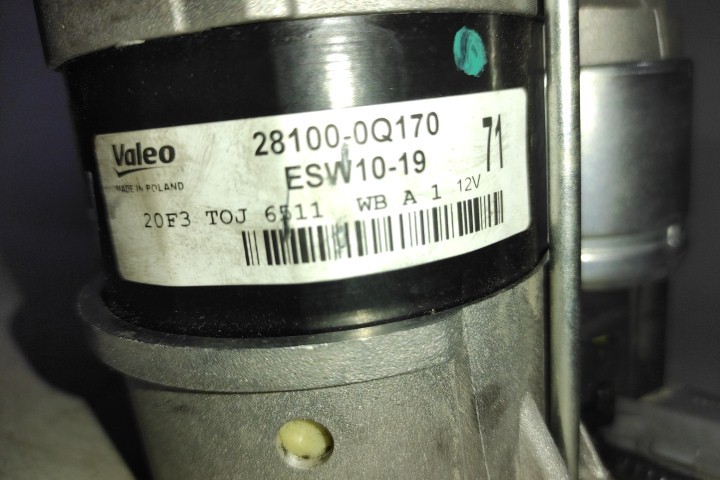 Valeo
MADE IN POLAND
28100-0Q170
ESW10-19
71
20F3 TOJ 6511 WB A 1 12V